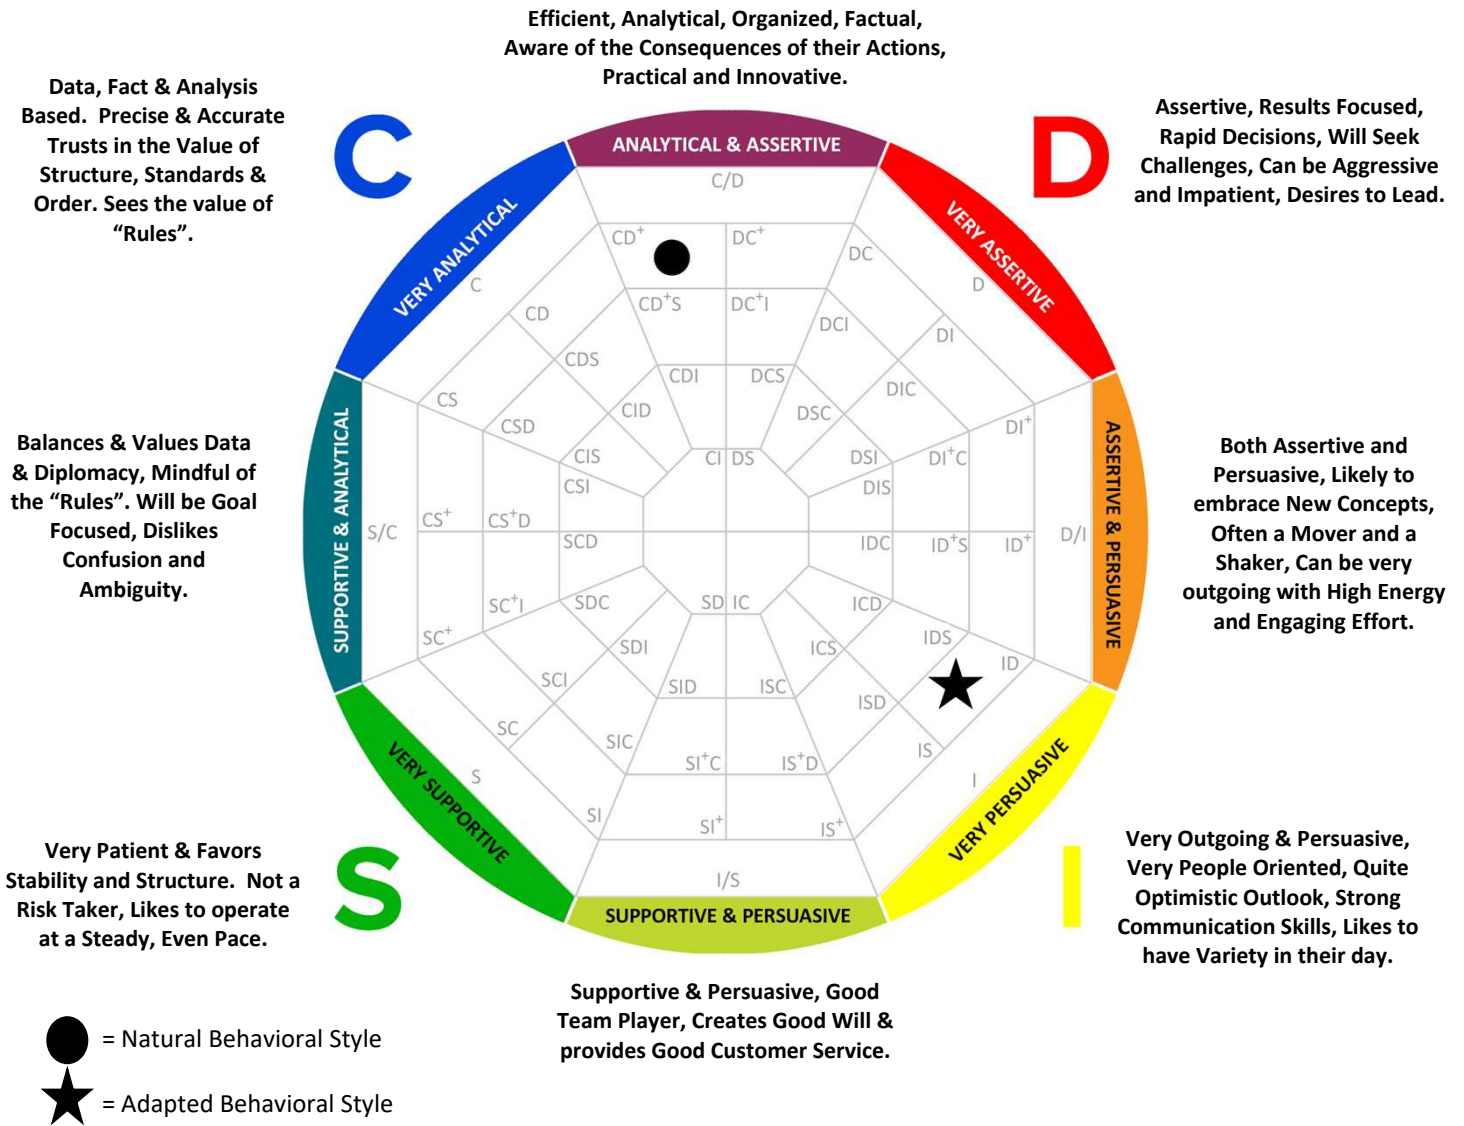 Efficient, Analytical, Organized, Factual,
Aware of the Consequences of their Actions,
Practical and Innovative.
Data, Fact & Analysis
Based.  Precise & Accurate
Trusts in the Value of
Structure, Standards &
Order. Sees the value of
“Rules”.
C
D
Assertive, Results Focused,
Rapid Decisions, Will Seek
Challenges, Can be Aggressive
and Impatient, Desires to Lead.
ANALYTICAL & ASSERTIVE
VERY ANALYTICAL
VERY ASSERTIVE
C/D
CD+
DC+
DC
C
D
CD
CD+S
DC+I
DCI
DI
CDS
CDI
DCS
DIC
CS
CID
DSC
DI+
CSD
CIS
CI
DS
DSI
DI+C
CSI
DIS
SUPPORTIVE & ANALYTICAL
ASSERTIVE & PERSUASIVE
S/C
CS+
CS+D
SCD
IDC
ID+S
ID+
D/I
SC+I
SDC
SD
IC
ICD
SC+
SDI
ICS
IDS
ID
SCI
SID
ISC
ISD
SC
SIC
SI+C
IS+D
IS
S
I
SI
SI+
IS+
VERY SUPPORTIVE
VERY PERSUASIVE
I/S
SUPPORTIVE & PERSUASIVE
Balances & Values Data
& Diplomacy, Mindful of
the “Rules”. Will be Goal
Focused, Dislikes
Confusion and
Ambiguity.
Both Assertive and
Persuasive, Likely to
embrace New Concepts,
Often a Mover and a
Shaker, Can be very
outgoing with High Energy
and Engaging Effort.
Very Patient & Favors
Stability and Structure.  Not a
Risk Taker, Likes to operate
at a Steady, Even Pace.
S
I
Very Outgoing & Persuasive,
Very People Oriented, Quite
Optimistic Outlook, Strong
Communication Skills, Likes to
have Variety in their day.
Supportive & Persuasive, Good
Team Player, Creates Good Will &
provides Good Customer Service.
= Natural Behavioral Style
= Adapted Behavioral Style